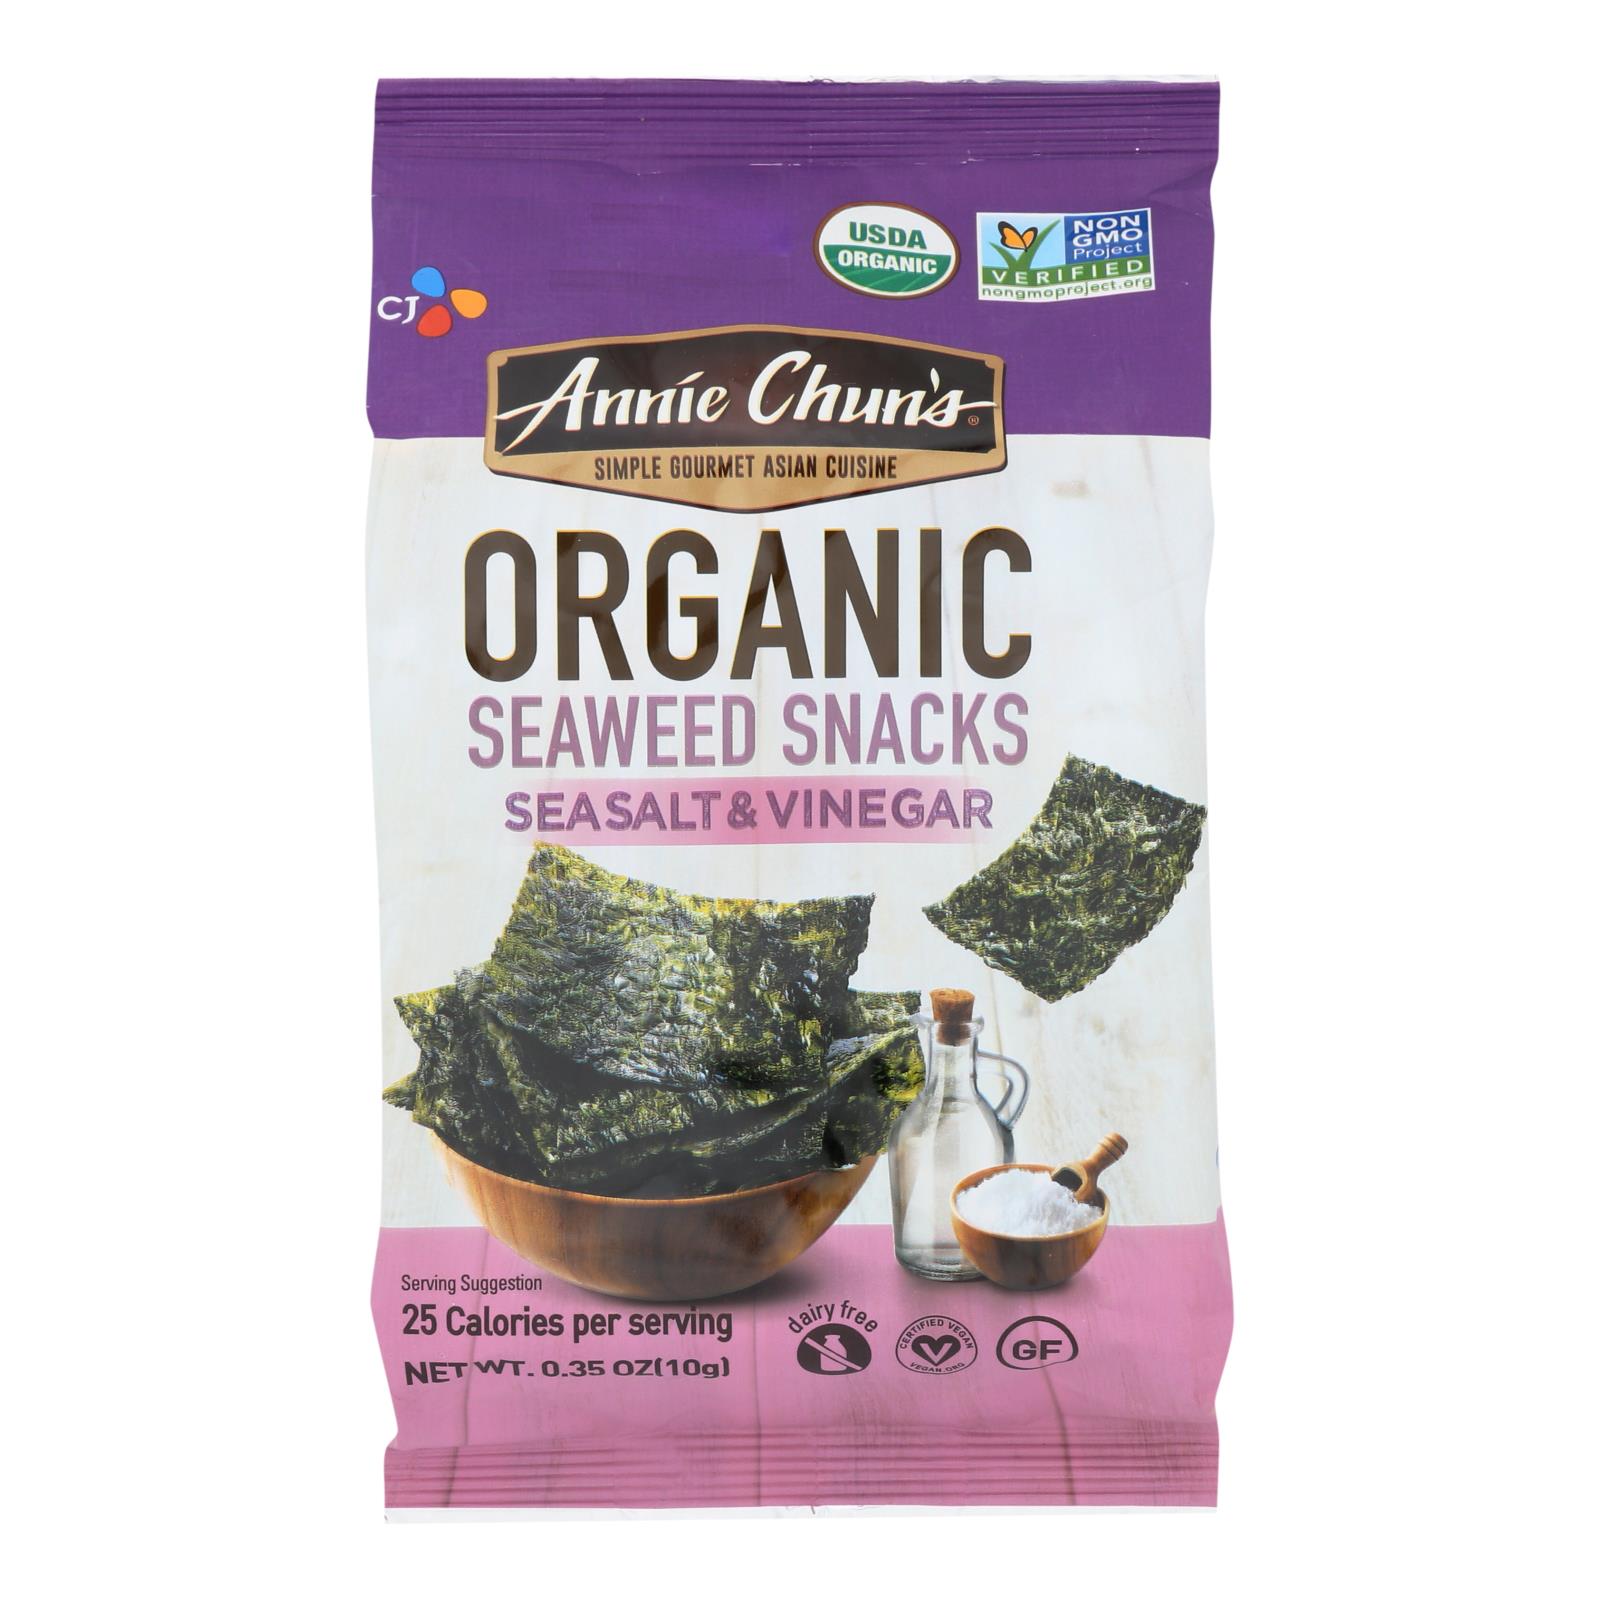 USDA
ORGANIC
NON
GMO
Project
VERIFIED
nongmoproject.org
CJ
Annie Chun's®
SIMPLE GOURMET ASIAN CUISINE
ORGANIC
SEAWEED SNACKS
SEA SALT & VINEGAR
Serving Suggestion
25 Calories per serving
NET WT. 0.35 OZ(10g)
dairy free
CERTIFIED VEGAN
VEGAN.ORG
GF